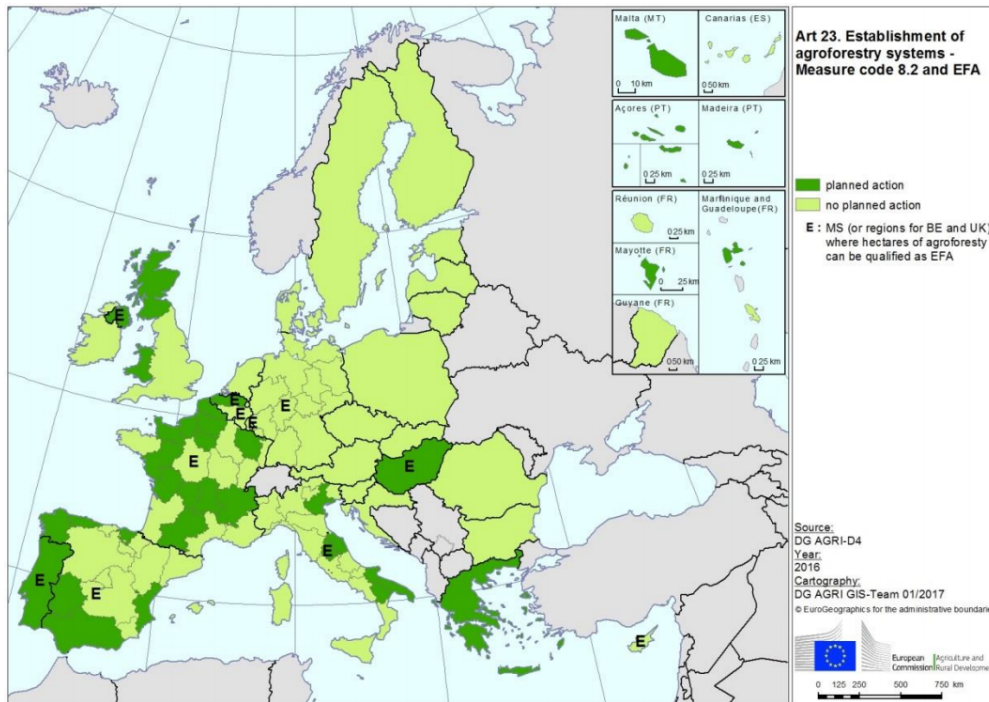 Malta (MT)
0 10 km
Canarias (ES)
0 50 km
Açores (PT)
0 25 km
Madeira (PT)
0 25 km
Réunion (FR)
0 25 km
Martinique and
Guadeloupe (FR)
Mayotte (FR)
0 25 km
Guyane (FR)
0 50 km
0 25 km
E
E
E
E
E
E
E
E
E
E
E
Art 23. Establishment of
agroforestry systems -
Measure code 8.2 and EFA
planned action
no planned action
E : MS (or regions for BE and UK)
where hectares of agroforesty
can be qualified as EFA
Source:
DG AGRI-D4
Year:
2016
Cartography:
DG AGRI GIS-Team 01/2017
© EuroGeographics for the administrative boundarie
European
Commission
Agriculture and
Rural Developme
0 125 250 500 750 km